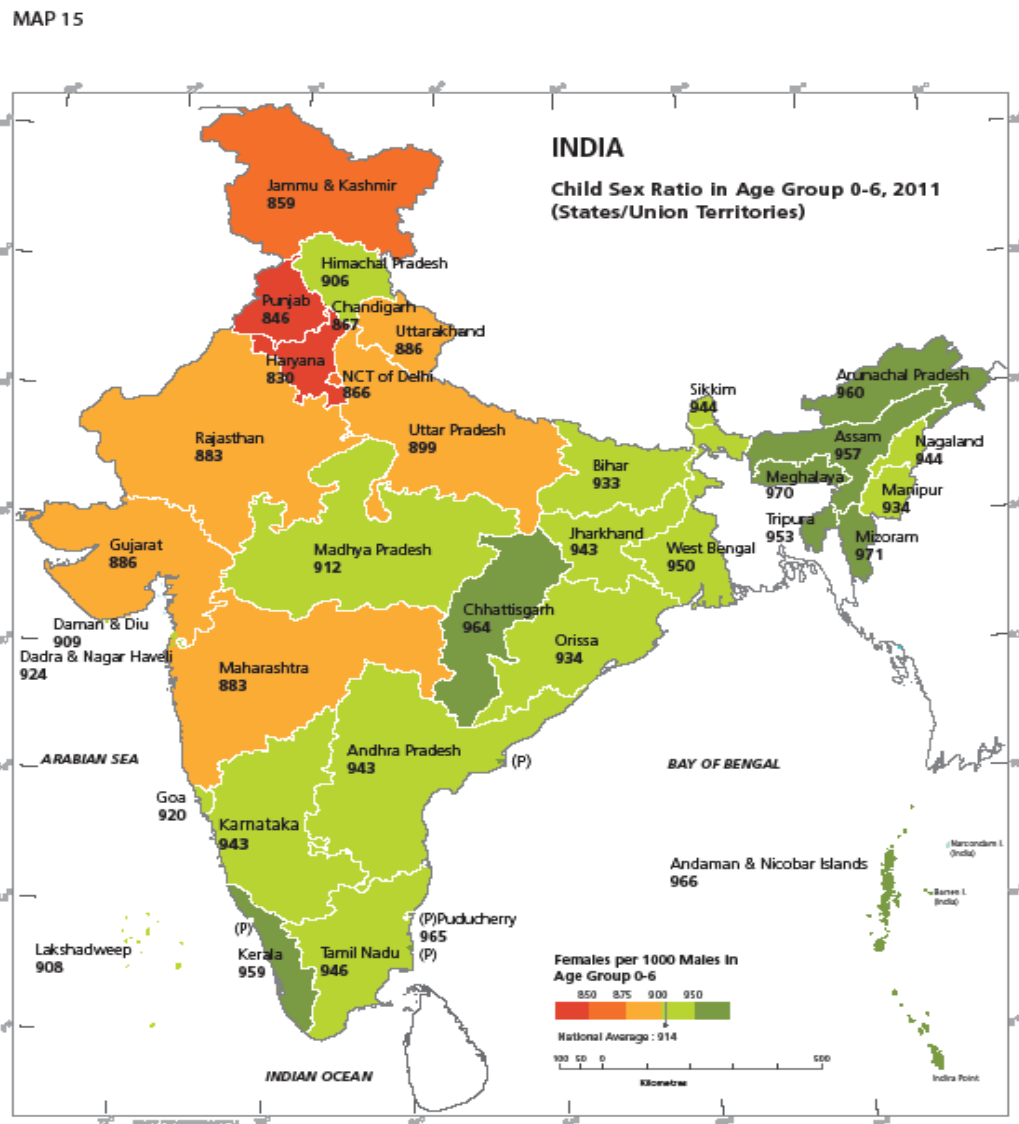 MAP 15
INDIA
Child Sex Ratio in Age Group 0-6, 2011
(States/Union Territories)
Jammu & Kashmir
859
Himachal Pradesh
906
Punjab
846
Chandigarh
867
Uttarakhand
886
Haryana
830
NCT of Delhi
866
Rajasthan
883
Uttar Pradesh
899
Sikkim
944
Arunachal Pradesh
960
Assam
957
Nagaland
944
Bihar
933
Meghalaya
970
Manipur
934
Tripura
953
Mizoram
971
Gujarat
886
Madhya Pradesh
912
Jharkhand
943
West Bengal
950
Chhattisgarh
964
Orissa
934
Daman & Diu
909
Dadra & Nagar Haveli
924
Maharashtra
883
ARABIAN SEA
Andhra Pradesh
943
(P)
BAY OF BENGAL
Goa
920
Karnataka
943
Narcondam I.
(India)
Andaman & Nicobar Islands
966
Barren I.
(India)
(P)Puducherry
965
(P)
(P)
Lakshadweep
908
Kerala
959
Tamil Nadu
946
Females per 1000 Males in
Age Group 0-6
850 875 900 950
National Average : 914
100 50 0 500
Kilometres
INDIAN OCEAN
Indira Point